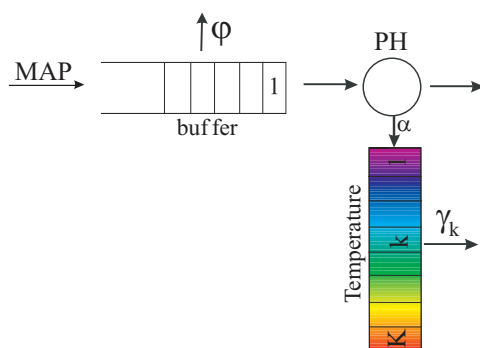 φ
PH
MAP
1
buffer
α
1
Temperature
k
γk
K